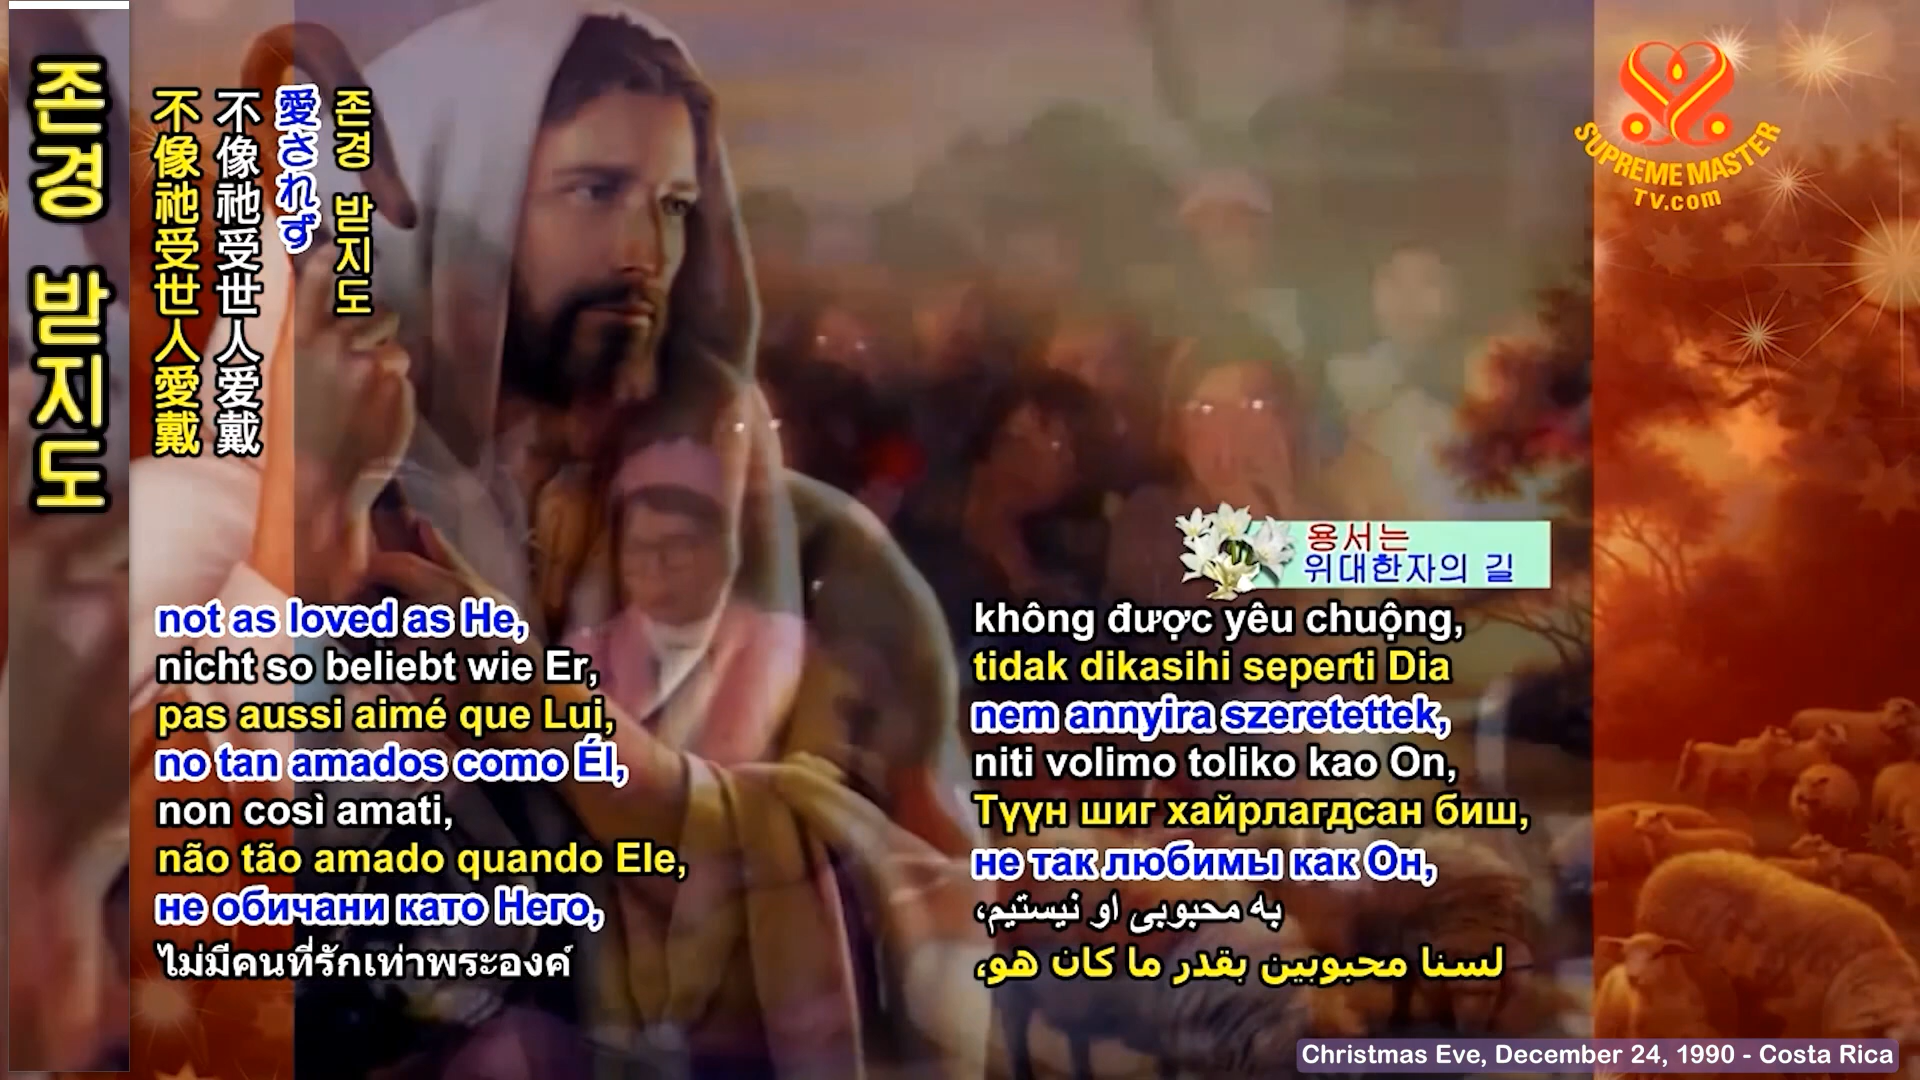 존경 받지도
不像祂受世人愛戴
不像祂受世人爱戴
愛されず
존경 받지도
SUPREME MASTER
TV.com
용서는
위대한자의 길
not as loved as He,
nicht so beliebt wie Er,
pas aussi aimé que Lui,
no tan amados como Él,
non così amati,
não tão amado quando Ele,
не обичани като Него,
ไม่มีคนที่รักเท่าพระองค์
không được yêu chuộng,
tidak dikasihi seperti Dia
nem annyira szeretettek,
niti volimo toliko kao On,
Түүн шиг хайрлагдсан биш,
не так любимы как Он,
به محبوبی او نیستیم،
لسنا محبوبين بقدر ما كان هو،
Christmas Eve, December 24, 1990 - Costa Rica